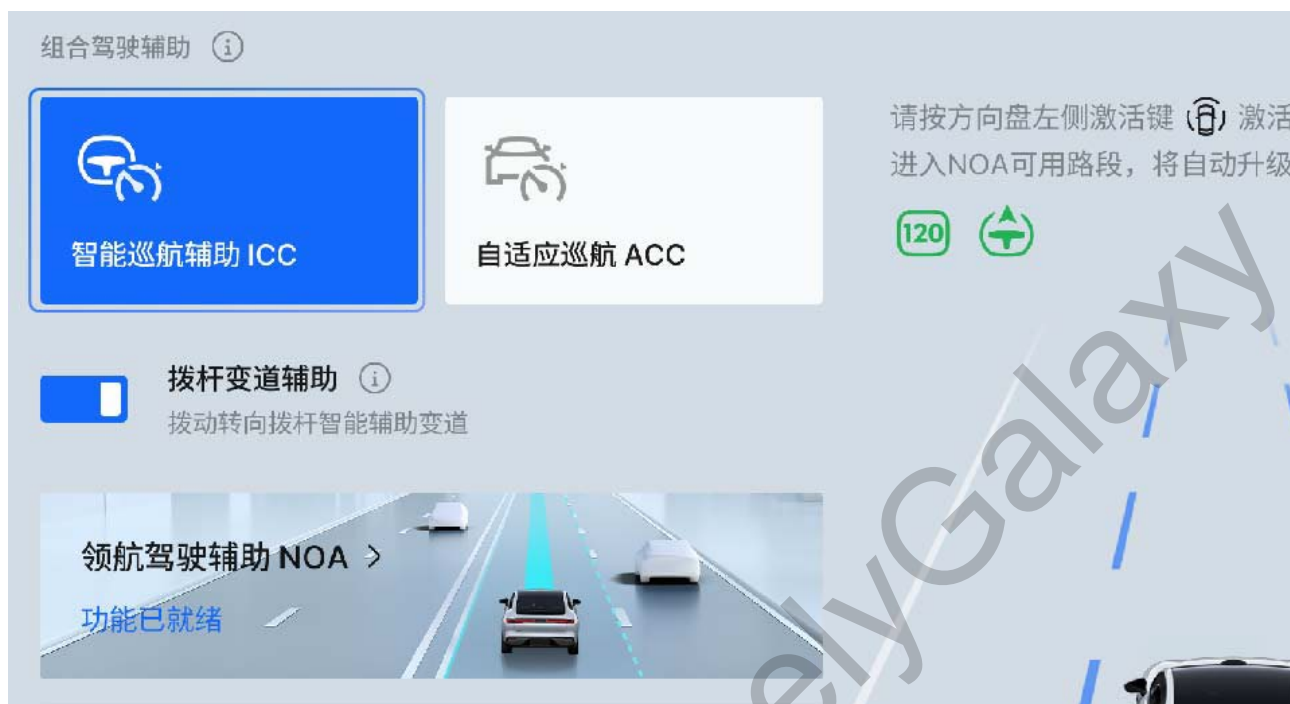 组合驾驶辅助
智能巡航辅助 ICC
自适应巡航 ACC
请按方向盘左侧激活键 激活
进入NOA可用路段，将自动升级
120
拨杆变道辅助
拨动转向拨杆智能辅助变道
领航驾驶辅助 NOA >
功能已就绪
elyGalaxy